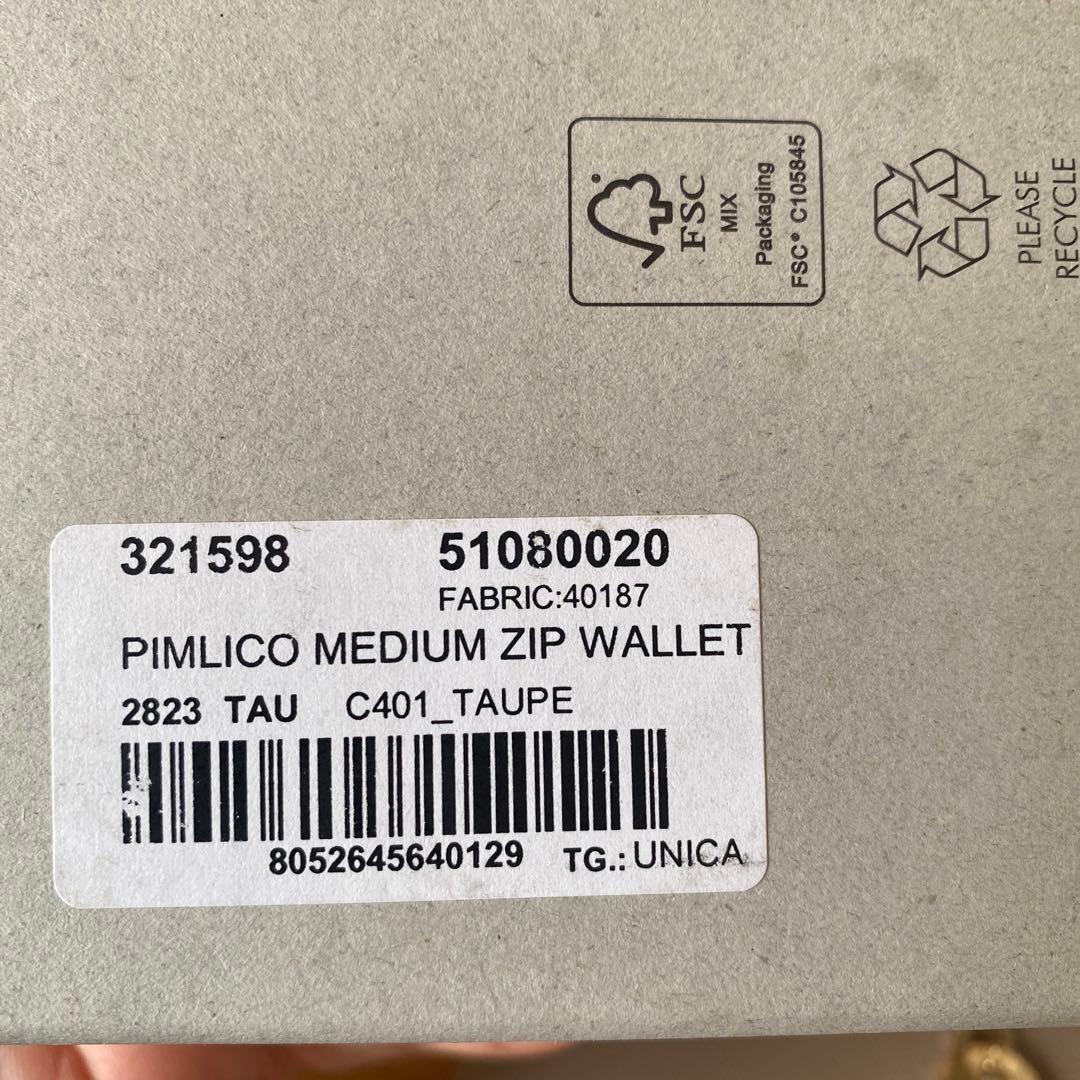 FSC®
MIX
Packaging
FSC® C105845
PLEASE
RECYCLE
321598 51080020
FABRIC:40187
PIMLICO MEDIUM ZIP WALLET
2823 TAU C401_TAUPE
8052645640129 TG.: UNICA